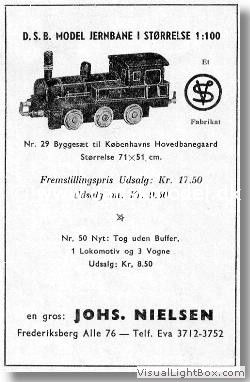 D. S. B. MODEL JERNBANE I STØRRELSE 1:100
Et
VS
Fabrikat
Nr. 29 Byggesæt til Københavns Hovedbanegaard
Størrelse 71×51 cm.
Fremstillingspris Udsalg: Kr. 17.50
Nr. 50 Nyt: Tog uden Buffer,
1 Lokomotiv og 3 Vogne
Udsalg: Kr, 8.50
en gros: JOHS. NIELSEN
Frederiksberg Alle 76 — Telf. Eva 3712-3752
VisualLightBox.com